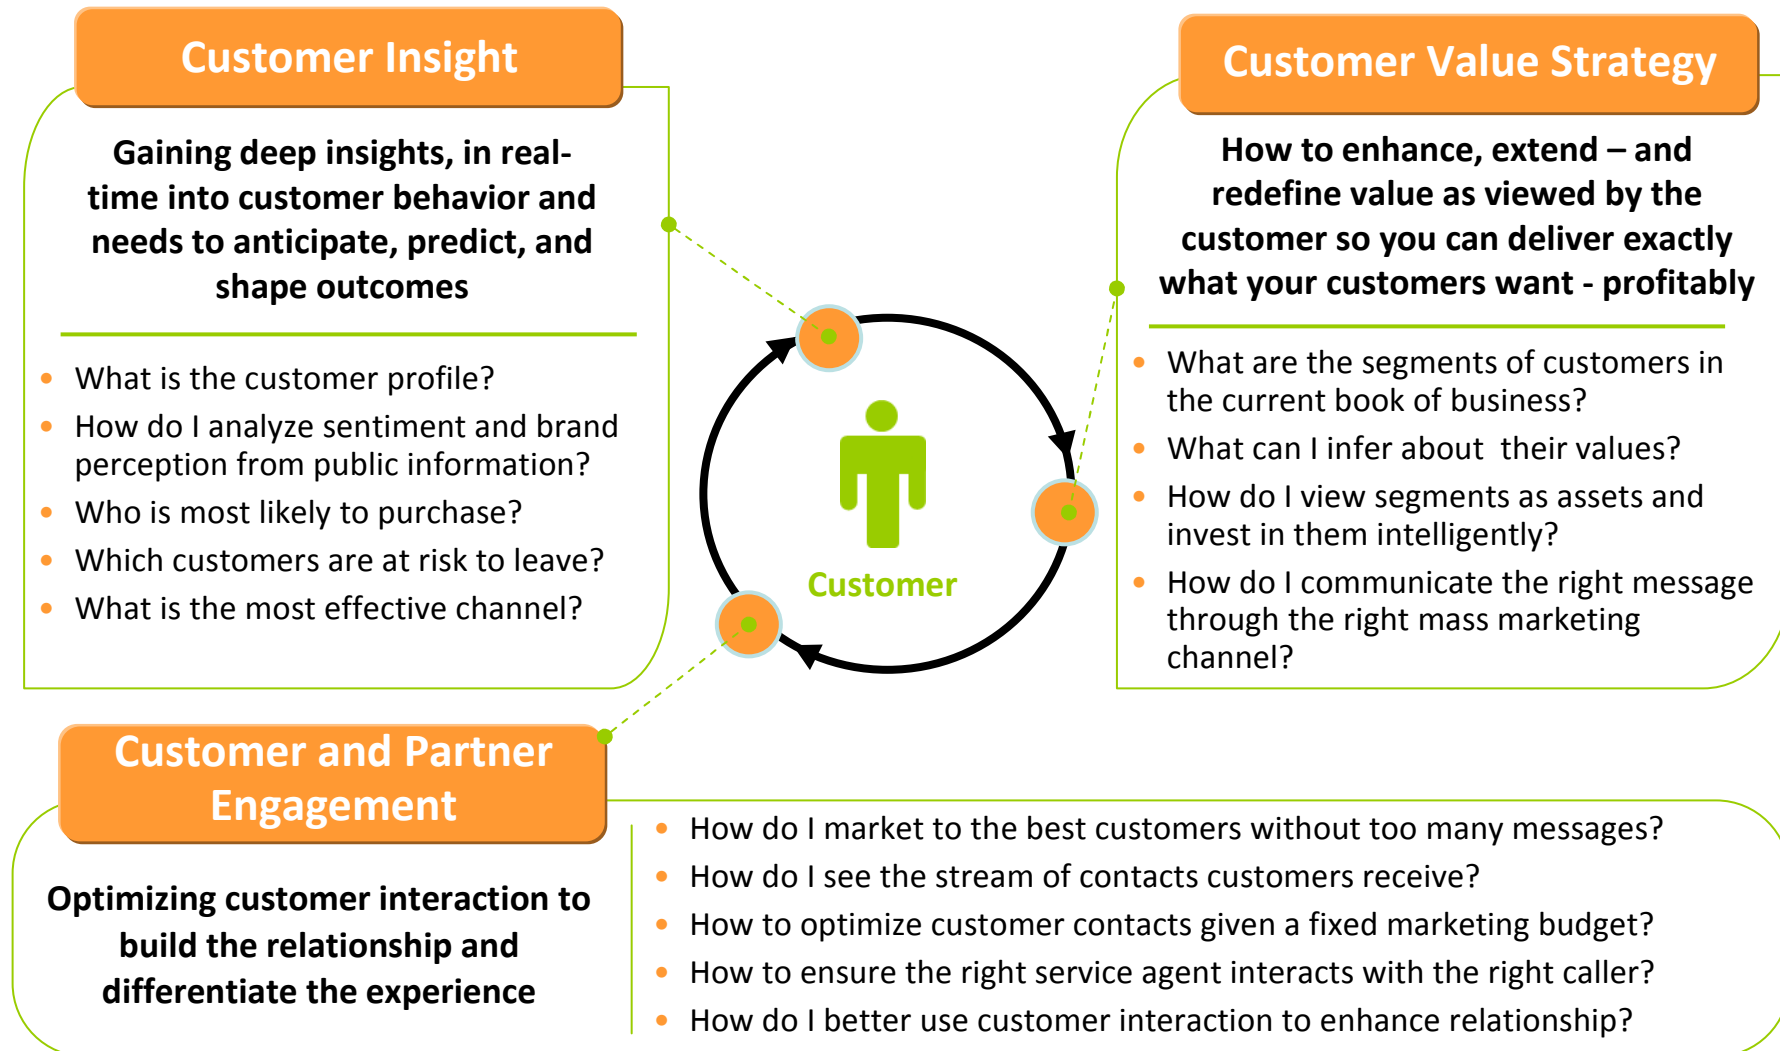 Customer Insight
Gaining deep insights, in real-
time into customer behavior and
needs to anticipate, predict, and
shape outcomes
• What is the customer profile?
• How do I analyze sentiment and brand
perception from public information?
• Who is most likely to purchase?
• Which customers are at risk to leave?
• What is the most effective channel?
Customer Value Strategy
How to enhance, extend – and
redefine value as viewed by the
customer so you can deliver exactly
what your customers want - profitably
• What are the segments of customers in
the current book of business?
• What can I infer about  their values?
• How do I view segments as assets and
invest in them intelligently?
• How do I communicate the right message
through the right mass marketing
channel?
Customer
Customer and Partner
Engagement
Optimizing customer interaction to
build the relationship and
differentiate the experience
• How do I market to the best customers without too many messages?
• How do I see the stream of contacts customers receive?
• How to optimize customer contacts given a fixed marketing budget?
• How to ensure the right service agent interacts with the right caller?
• How do I better use customer interaction to enhance relationship?